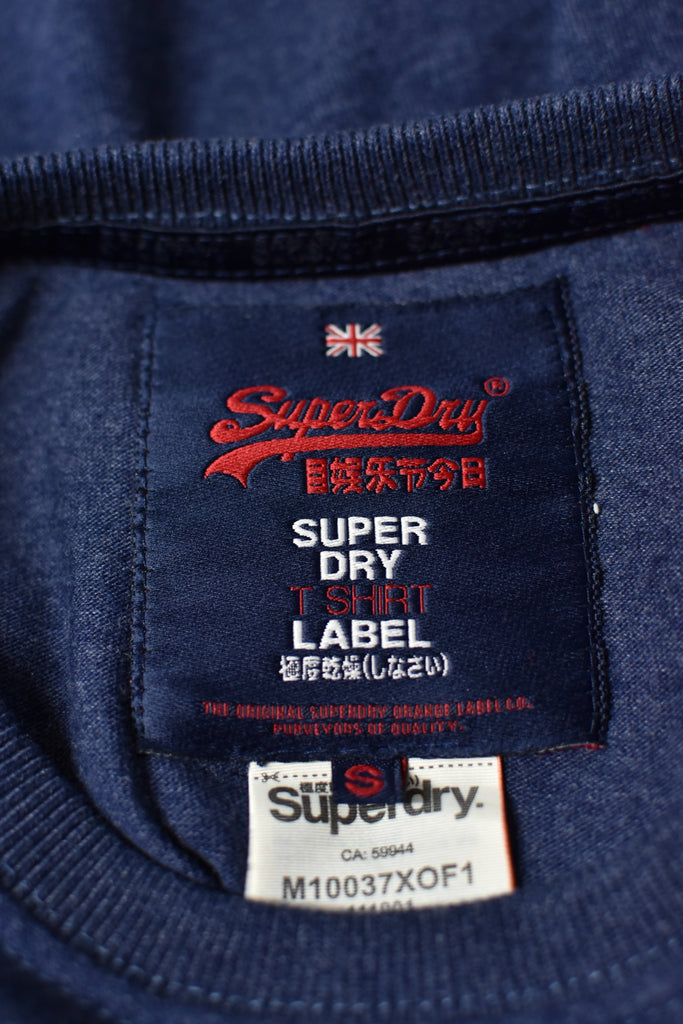 SuperDry®
目娯乐节今日
SUPER
DRY
T SHIRT
LABEL
極度乾燥(しなさい)
THE ORIGINAL SUPERDRY ORANGE LABEL CO.
PURVEYORS OF QUALITY.
S
Superdry.
CA: 59944
M10037XOF1